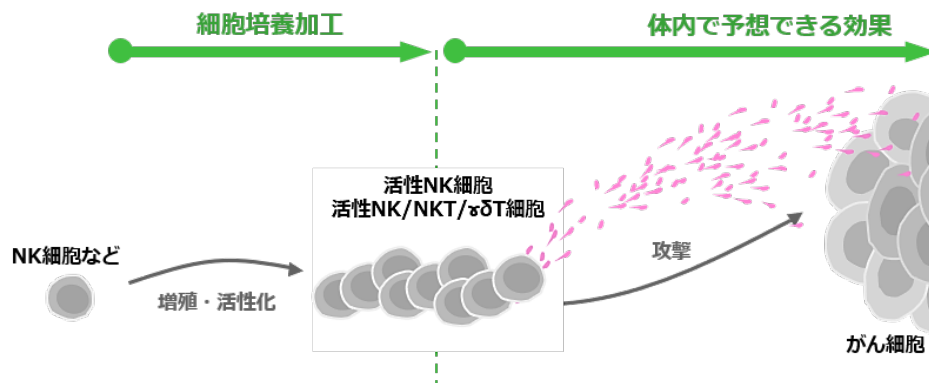 細胞培養加工
体内で予想できる効果
活性NK細胞
活性NK/NKT/ɤδT細胞
NK細胞など
増殖・活性化
攻撃
がん細胞